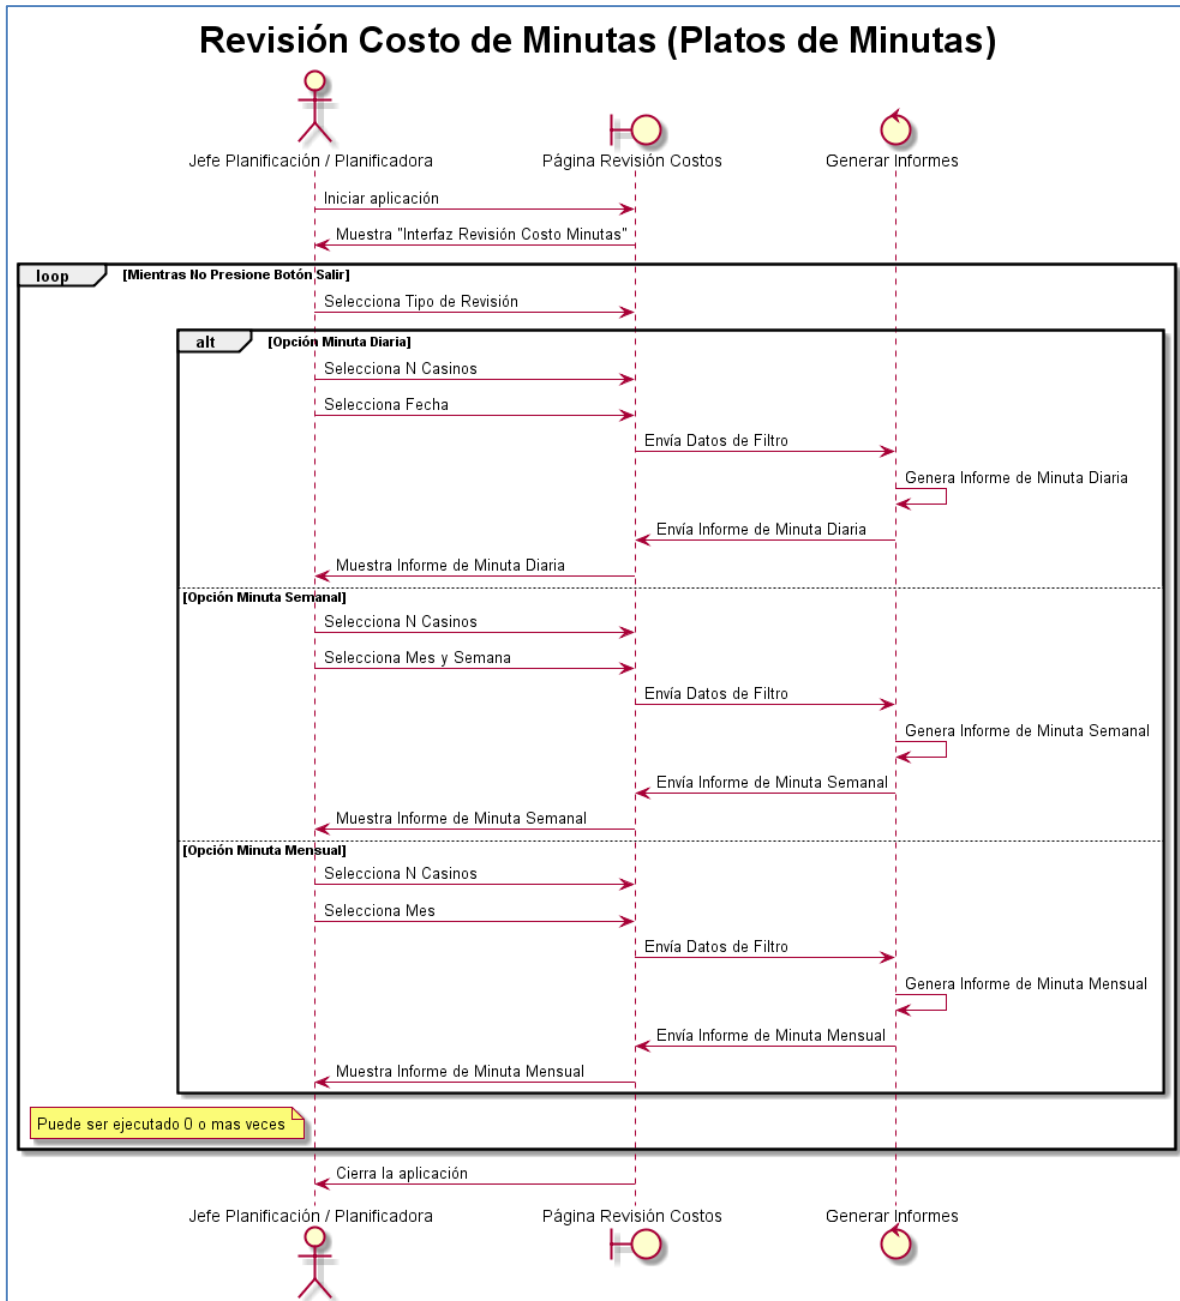 Revisión Costo de Minutas (Platos de Minutas)
Jefe Planificación / Planificadora
Página Revisión Costos
Generar Informes
Iniciar aplicación
Muestra "Interfaz Revisión Costo Minutas"
loop
[Mientras No Presione Botón Salir]
Selecciona Tipo de Revisión
alt
[Opción Minuta Diaria]
Selecciona N Casinos
Selecciona Fecha
Envía Datos de Filtro
Genera Informe de Minuta Diaria
Envía Informe de Minuta Diaria
Muestra Informe de Minuta Diaria
[Opción Minuta Semanal]
Selecciona N Casinos
Selecciona Mes y Semana
Envía Datos de Filtro
Genera Informe de Minuta Semanal
Envía Informe de Minuta Semanal
Muestra Informe de Minuta Semanal
[Opción Minuta Mensual]
Selecciona N Casinos
Selecciona Mes
Envía Datos de Filtro
Genera Informe de Minuta Mensual
Envía Informe de Minuta Mensual
Muestra Informe de Minuta Mensual
Puede ser ejecutado 0 o mas veces
Cierra la aplicación
Jefe Planificación / Planificadora
Página Revisión Costos
Generar Informes